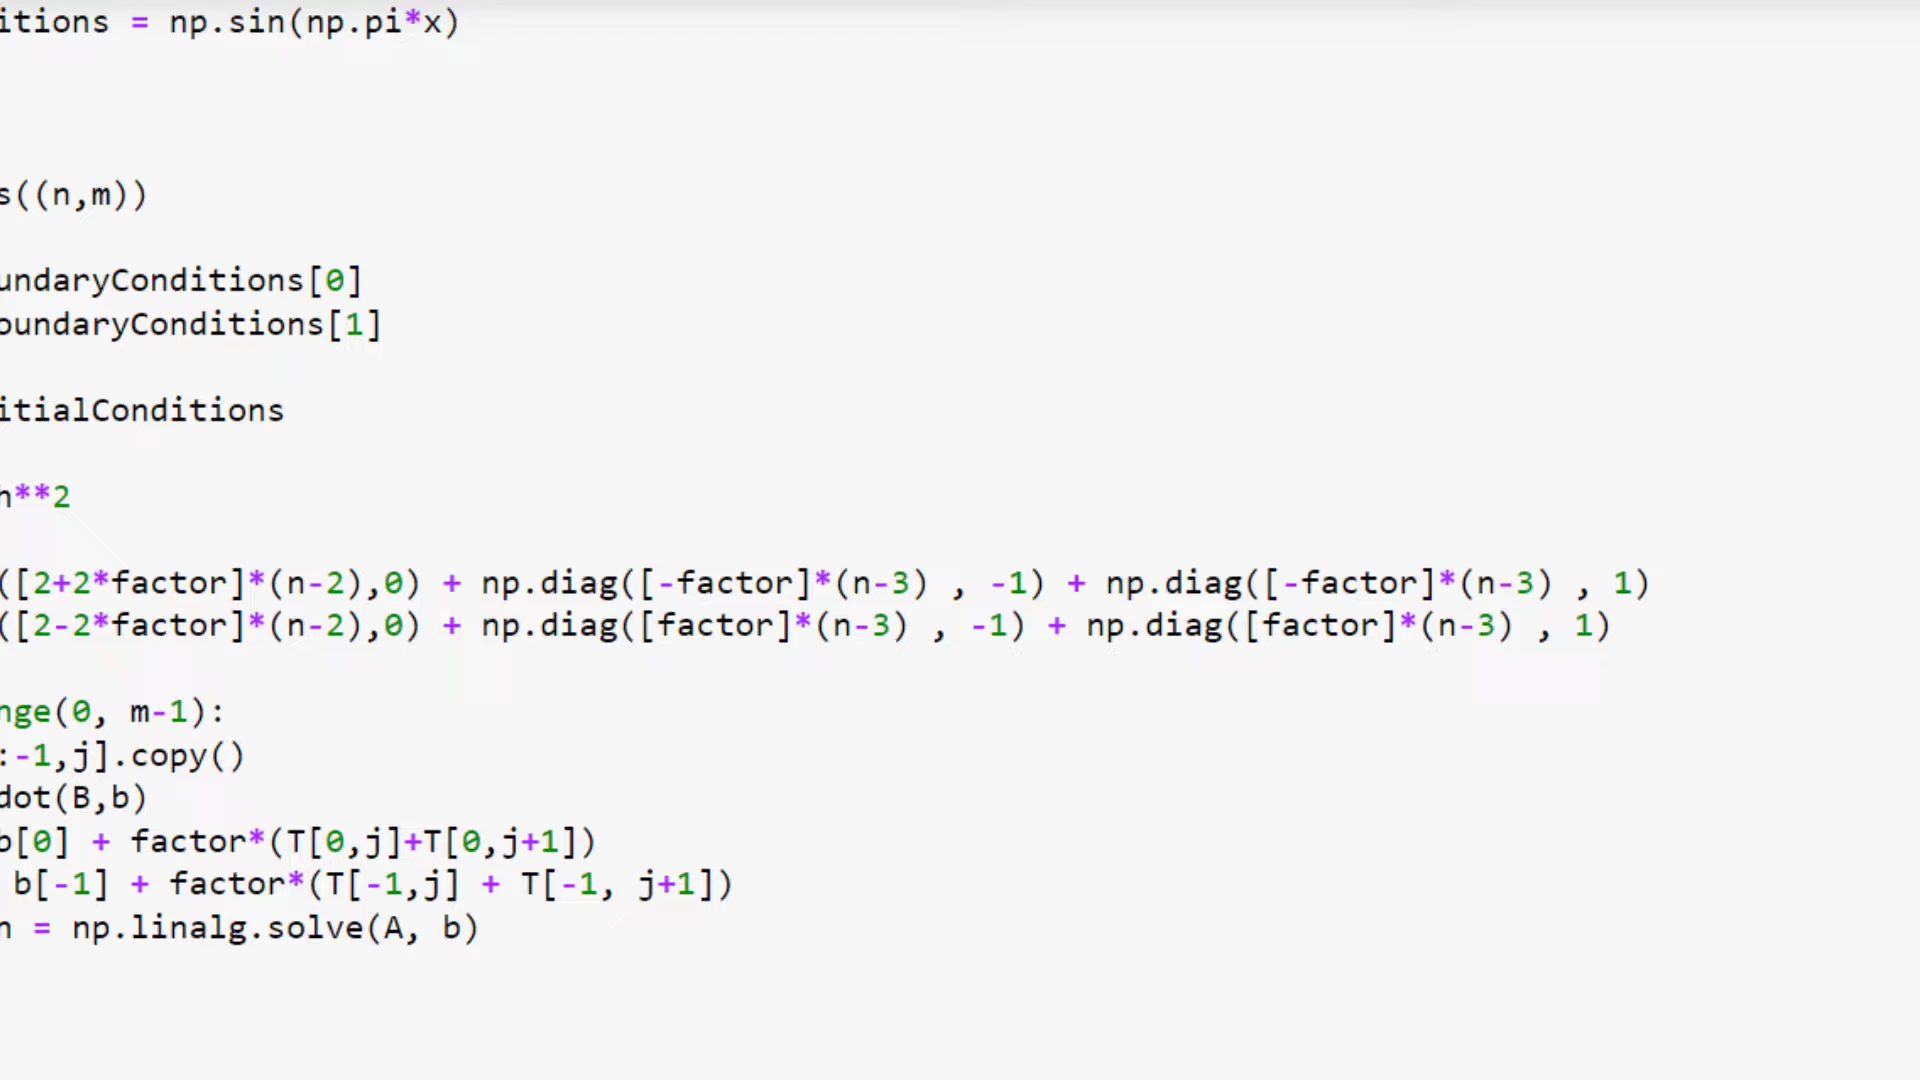 itions = np.sin(np.pi*x)
s((n,m))
undaryConditions[0]
oundaryConditions[1]
itialConditions
h**2
([2+2*factor]*(n-2),0) + np.diag([-factor]*(n-3) , -1) + np.diag([-factor]*(n-3) , 1)
([2-2*factor]*(n-2),0) + np.diag([factor]*(n-3) , -1) + np.diag([factor]*(n-3) , 1)
nge(0, m-1):
:-1,j].copy()
dot(B,b)
b[0] + factor*(T[0,j]+T[0,j+1])
b[-1] + factor*(T[-1,j] + T[-1, j+1])
n = np.linalg.solve(A, b)